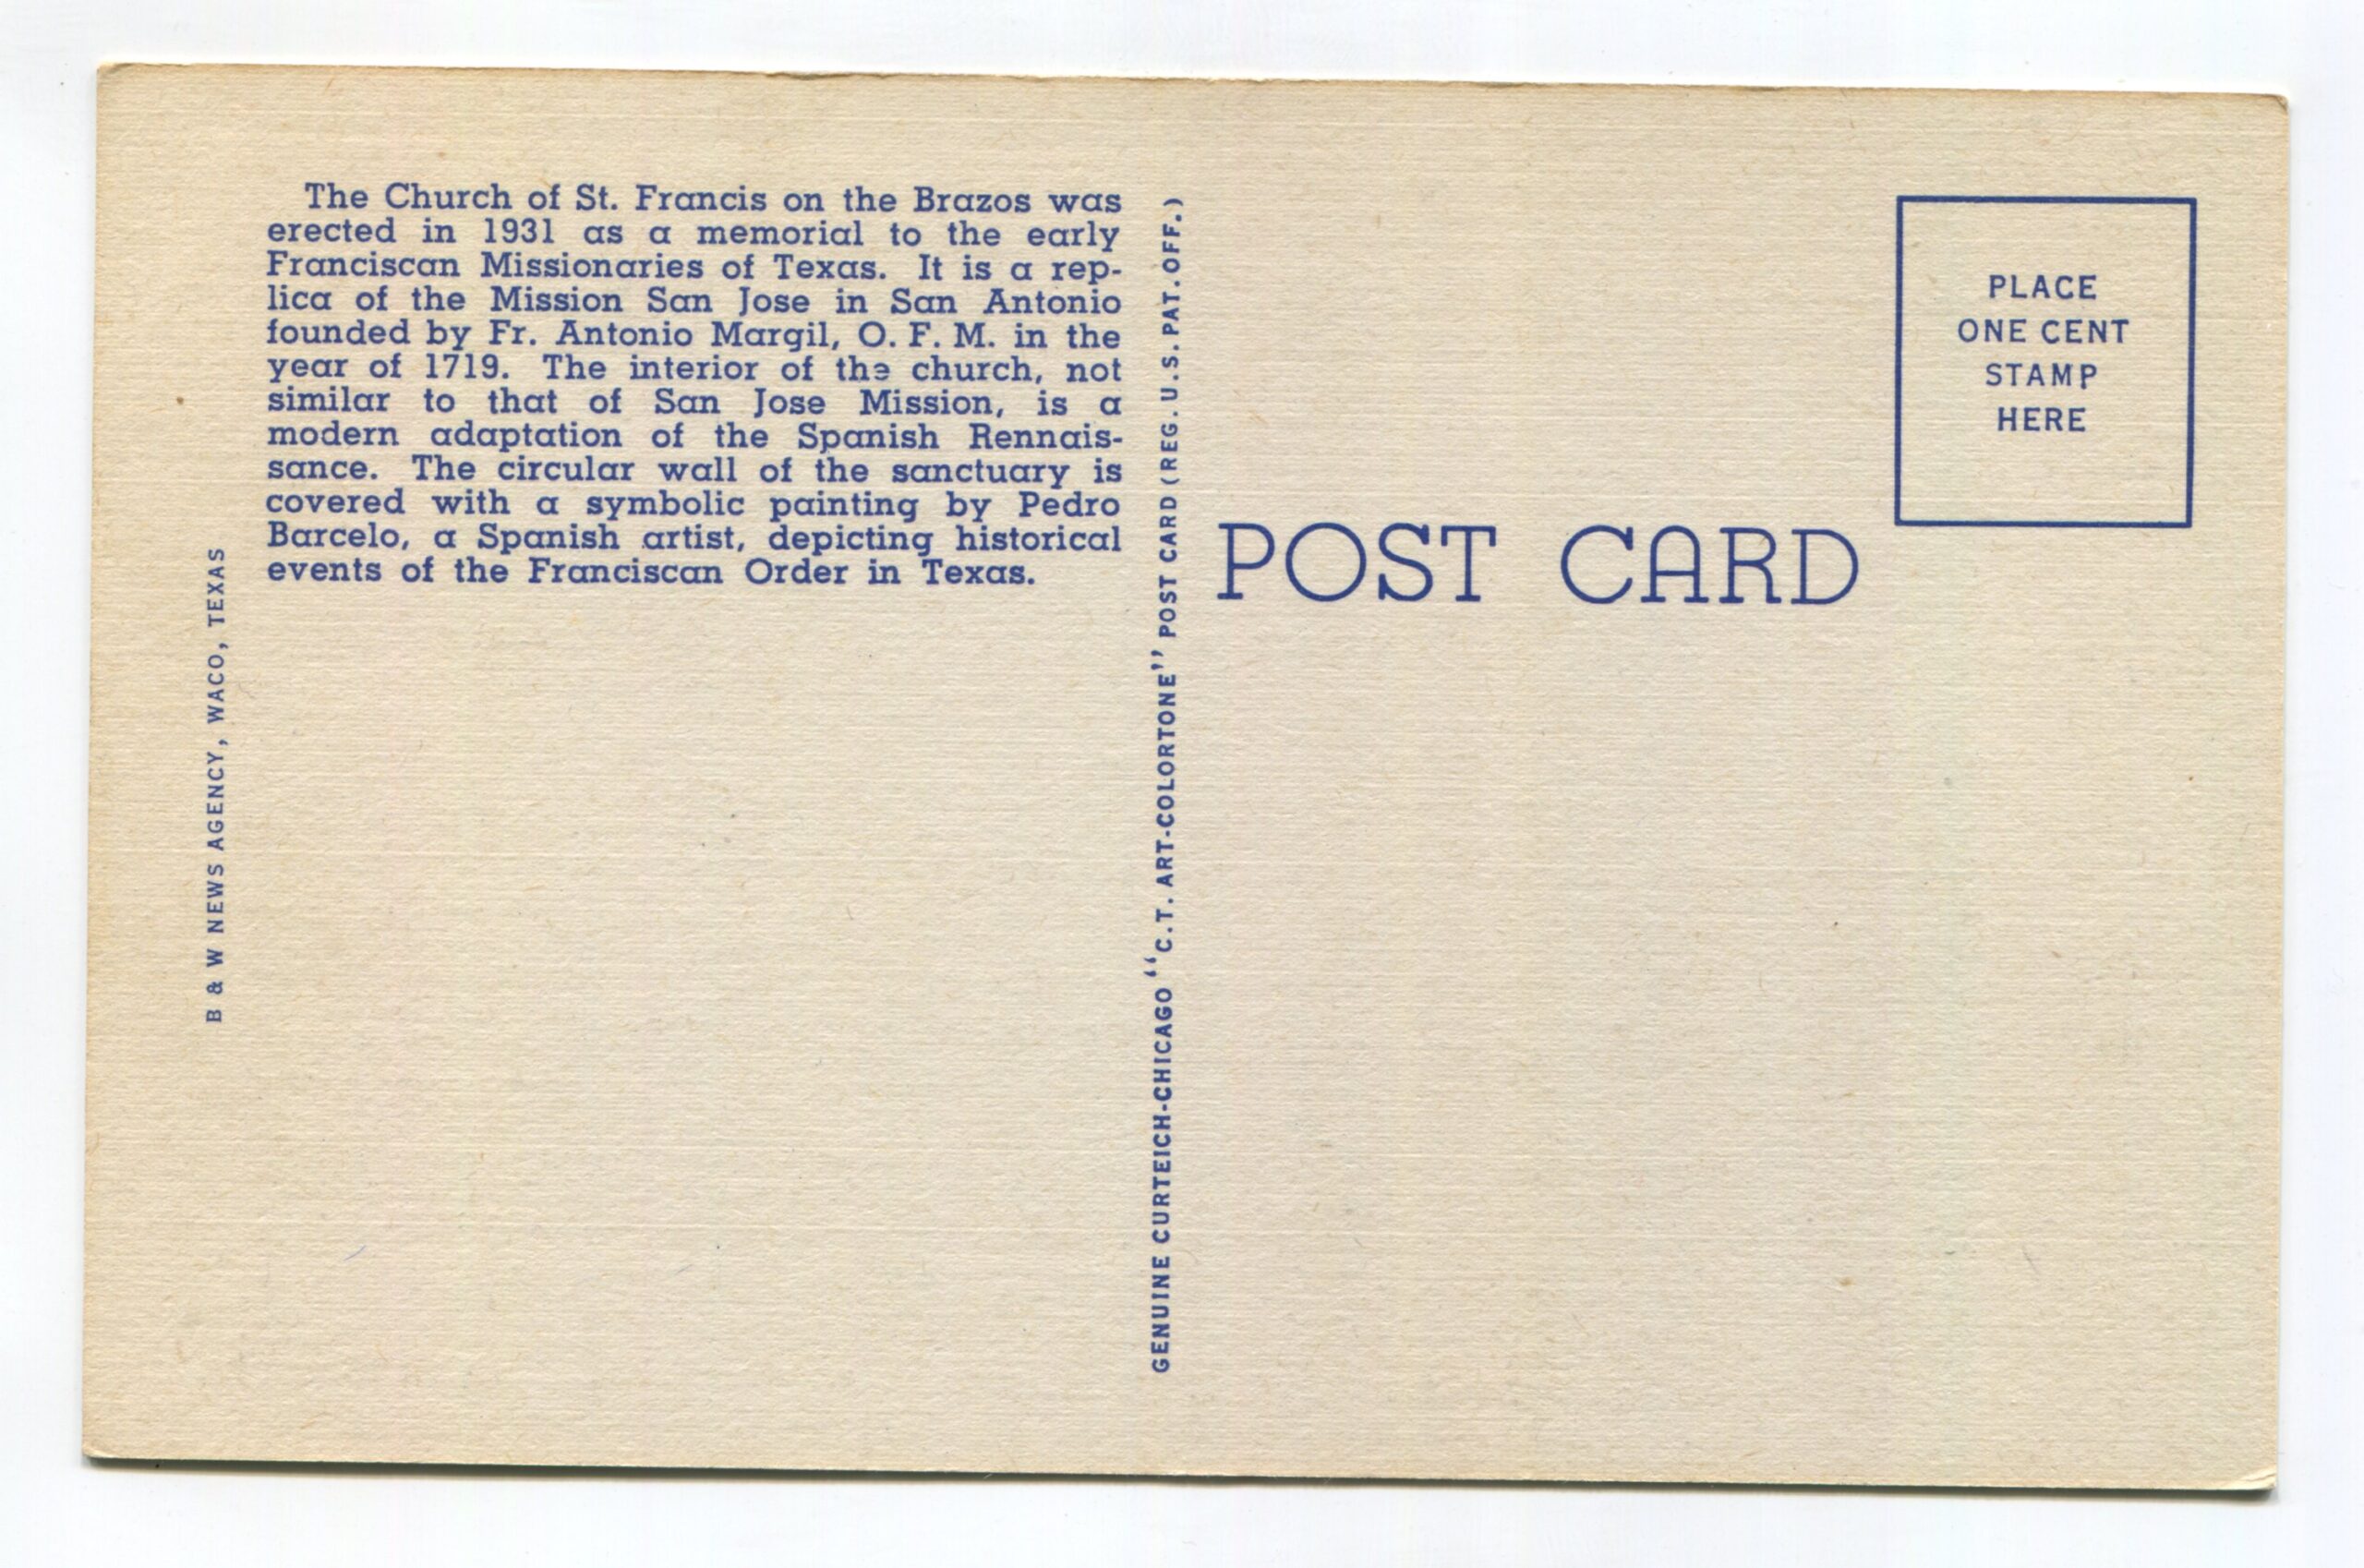 The Church of St. Francis on the Brazos was
erected in 1931 as a memorial to the early
Franciscan Missionaries of Texas. It is a rep-
lica of the Mission San Jose in San Antonio
founded by Fr. Antonio Margil, O. F. M. in the
year of 1719. The interior of the church, not
similar to that of San Jose Mission, is a
modern adaptation of the Spanish Rennais-
sance. The circular wall of the sanctuary is
covered with a symbolic painting by Pedro
Barcelo, a Spanish artist, depicting historical
events of the Franciscan Order in Texas.
B & W NEWS AGENCY, WACO, TEXAS
GENUINE CURTEICH-CHICAGO "C.T. ART-COLORTONE" POST CARD (REG. U.S. PAT. OFF.)
POST CARD
PLACE
ONE CENT
STAMP
HERE